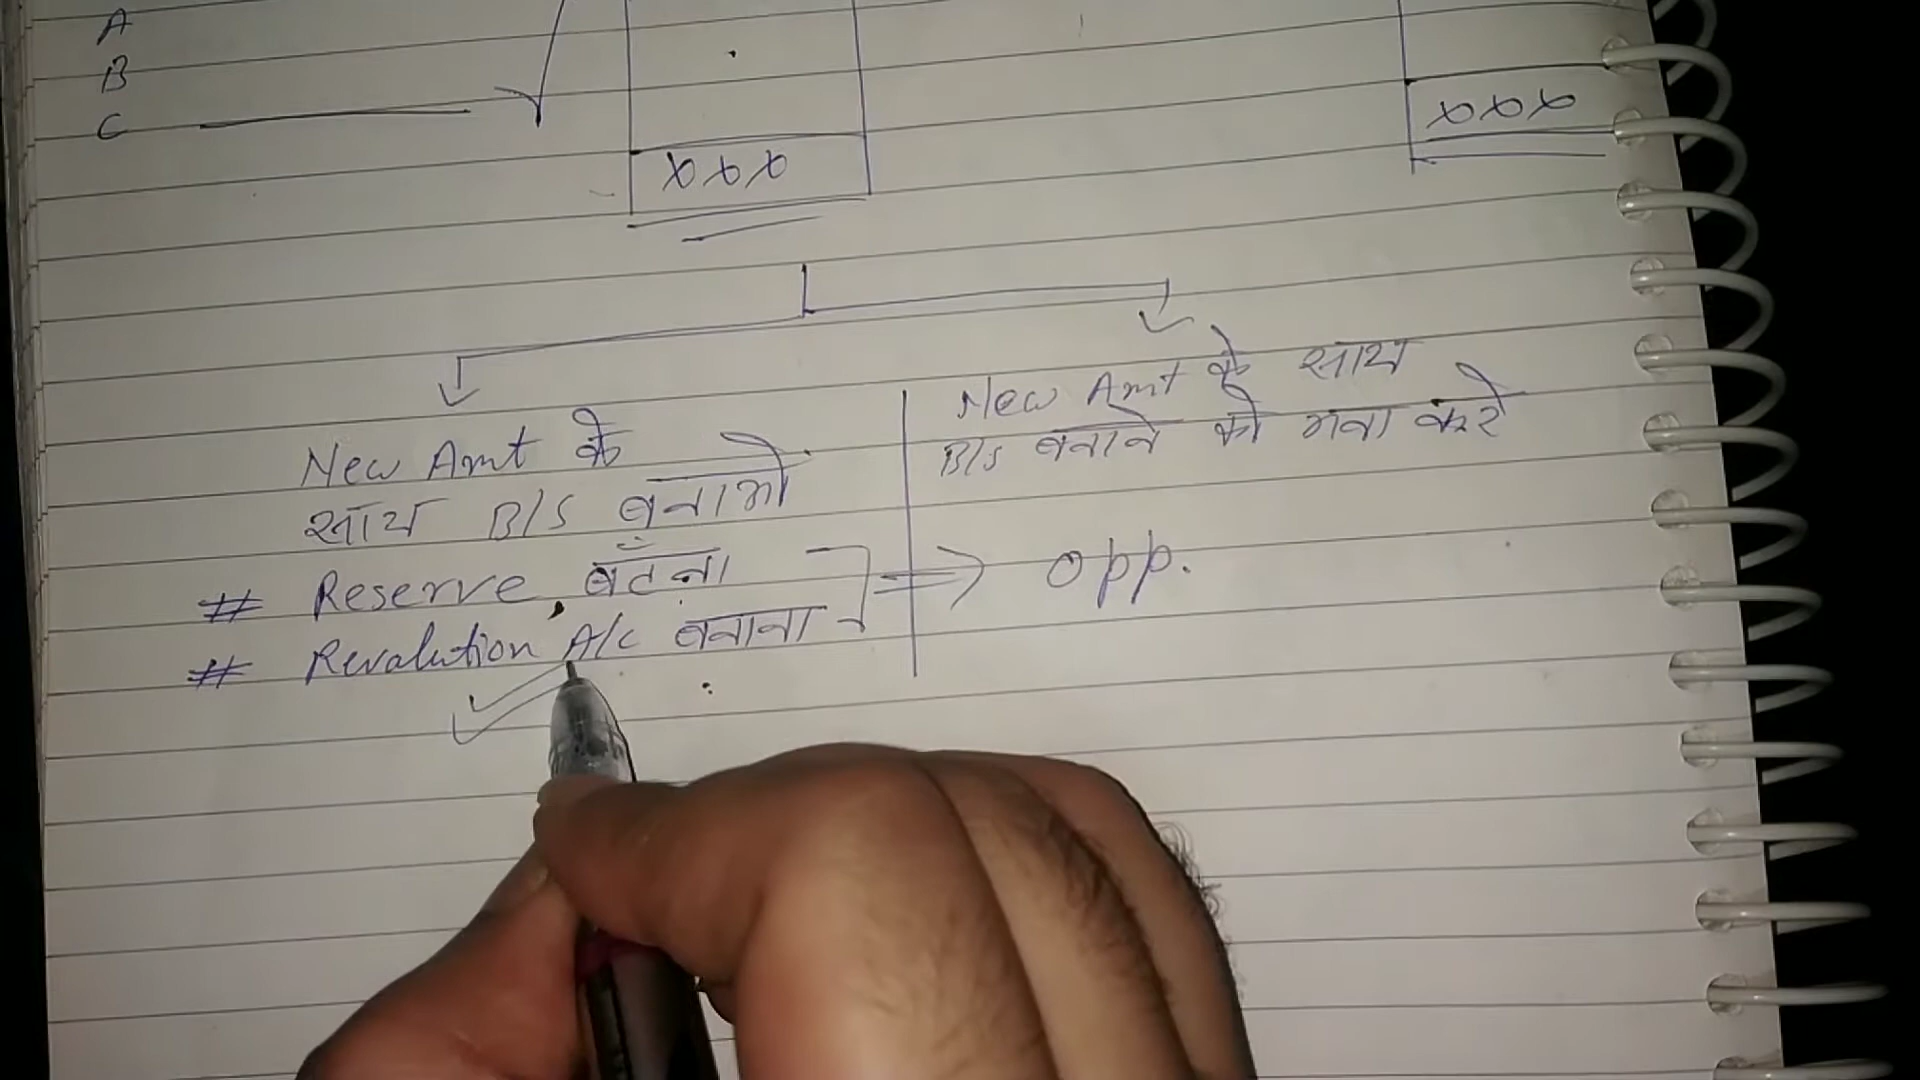 A
B
C
xxx
xxx
New Amt के
साथ B/S बनाओ
# Reserve बंटना
# Revalution A/C बनाना
New Amt के साथ
B/S बनाने को मना करे
=> opp.